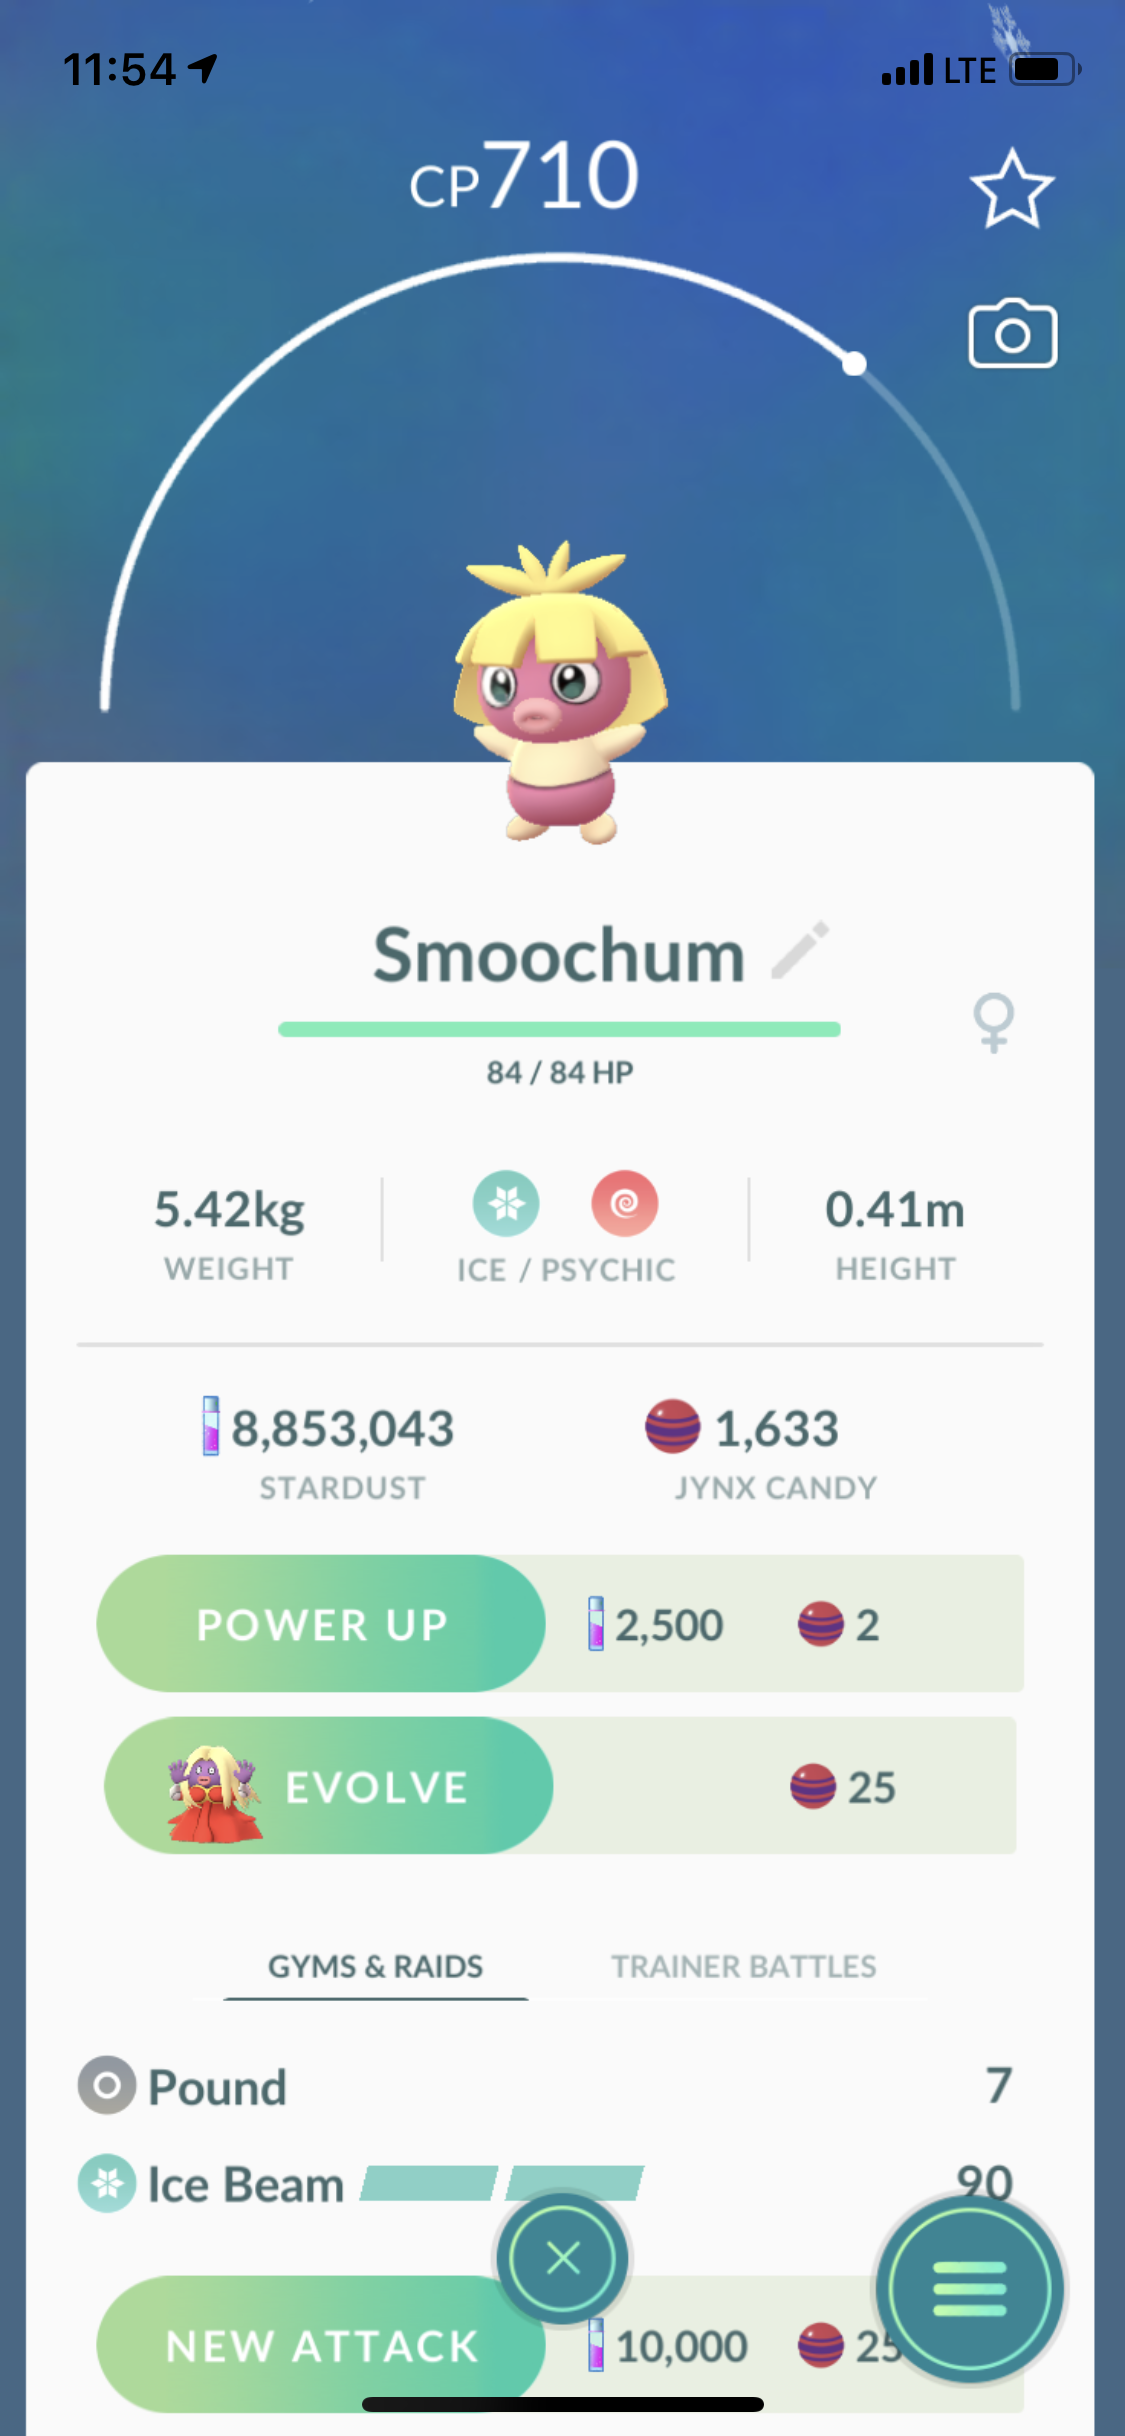 11:54 LTE
CP710
Smoochum
84 / 84 HP
5.42kg 0.41m
WEIGHT ICE / PSYCHIC HEIGHT
8,853,043 1,633
STARDUST JYNX CANDY
POWER UP 2,500 2
EVOLVE 25
GYMS & RAIDS TRAINER BATTLES
Pound 7
Ice Beam 90
NEW ATTACK 10,000 25